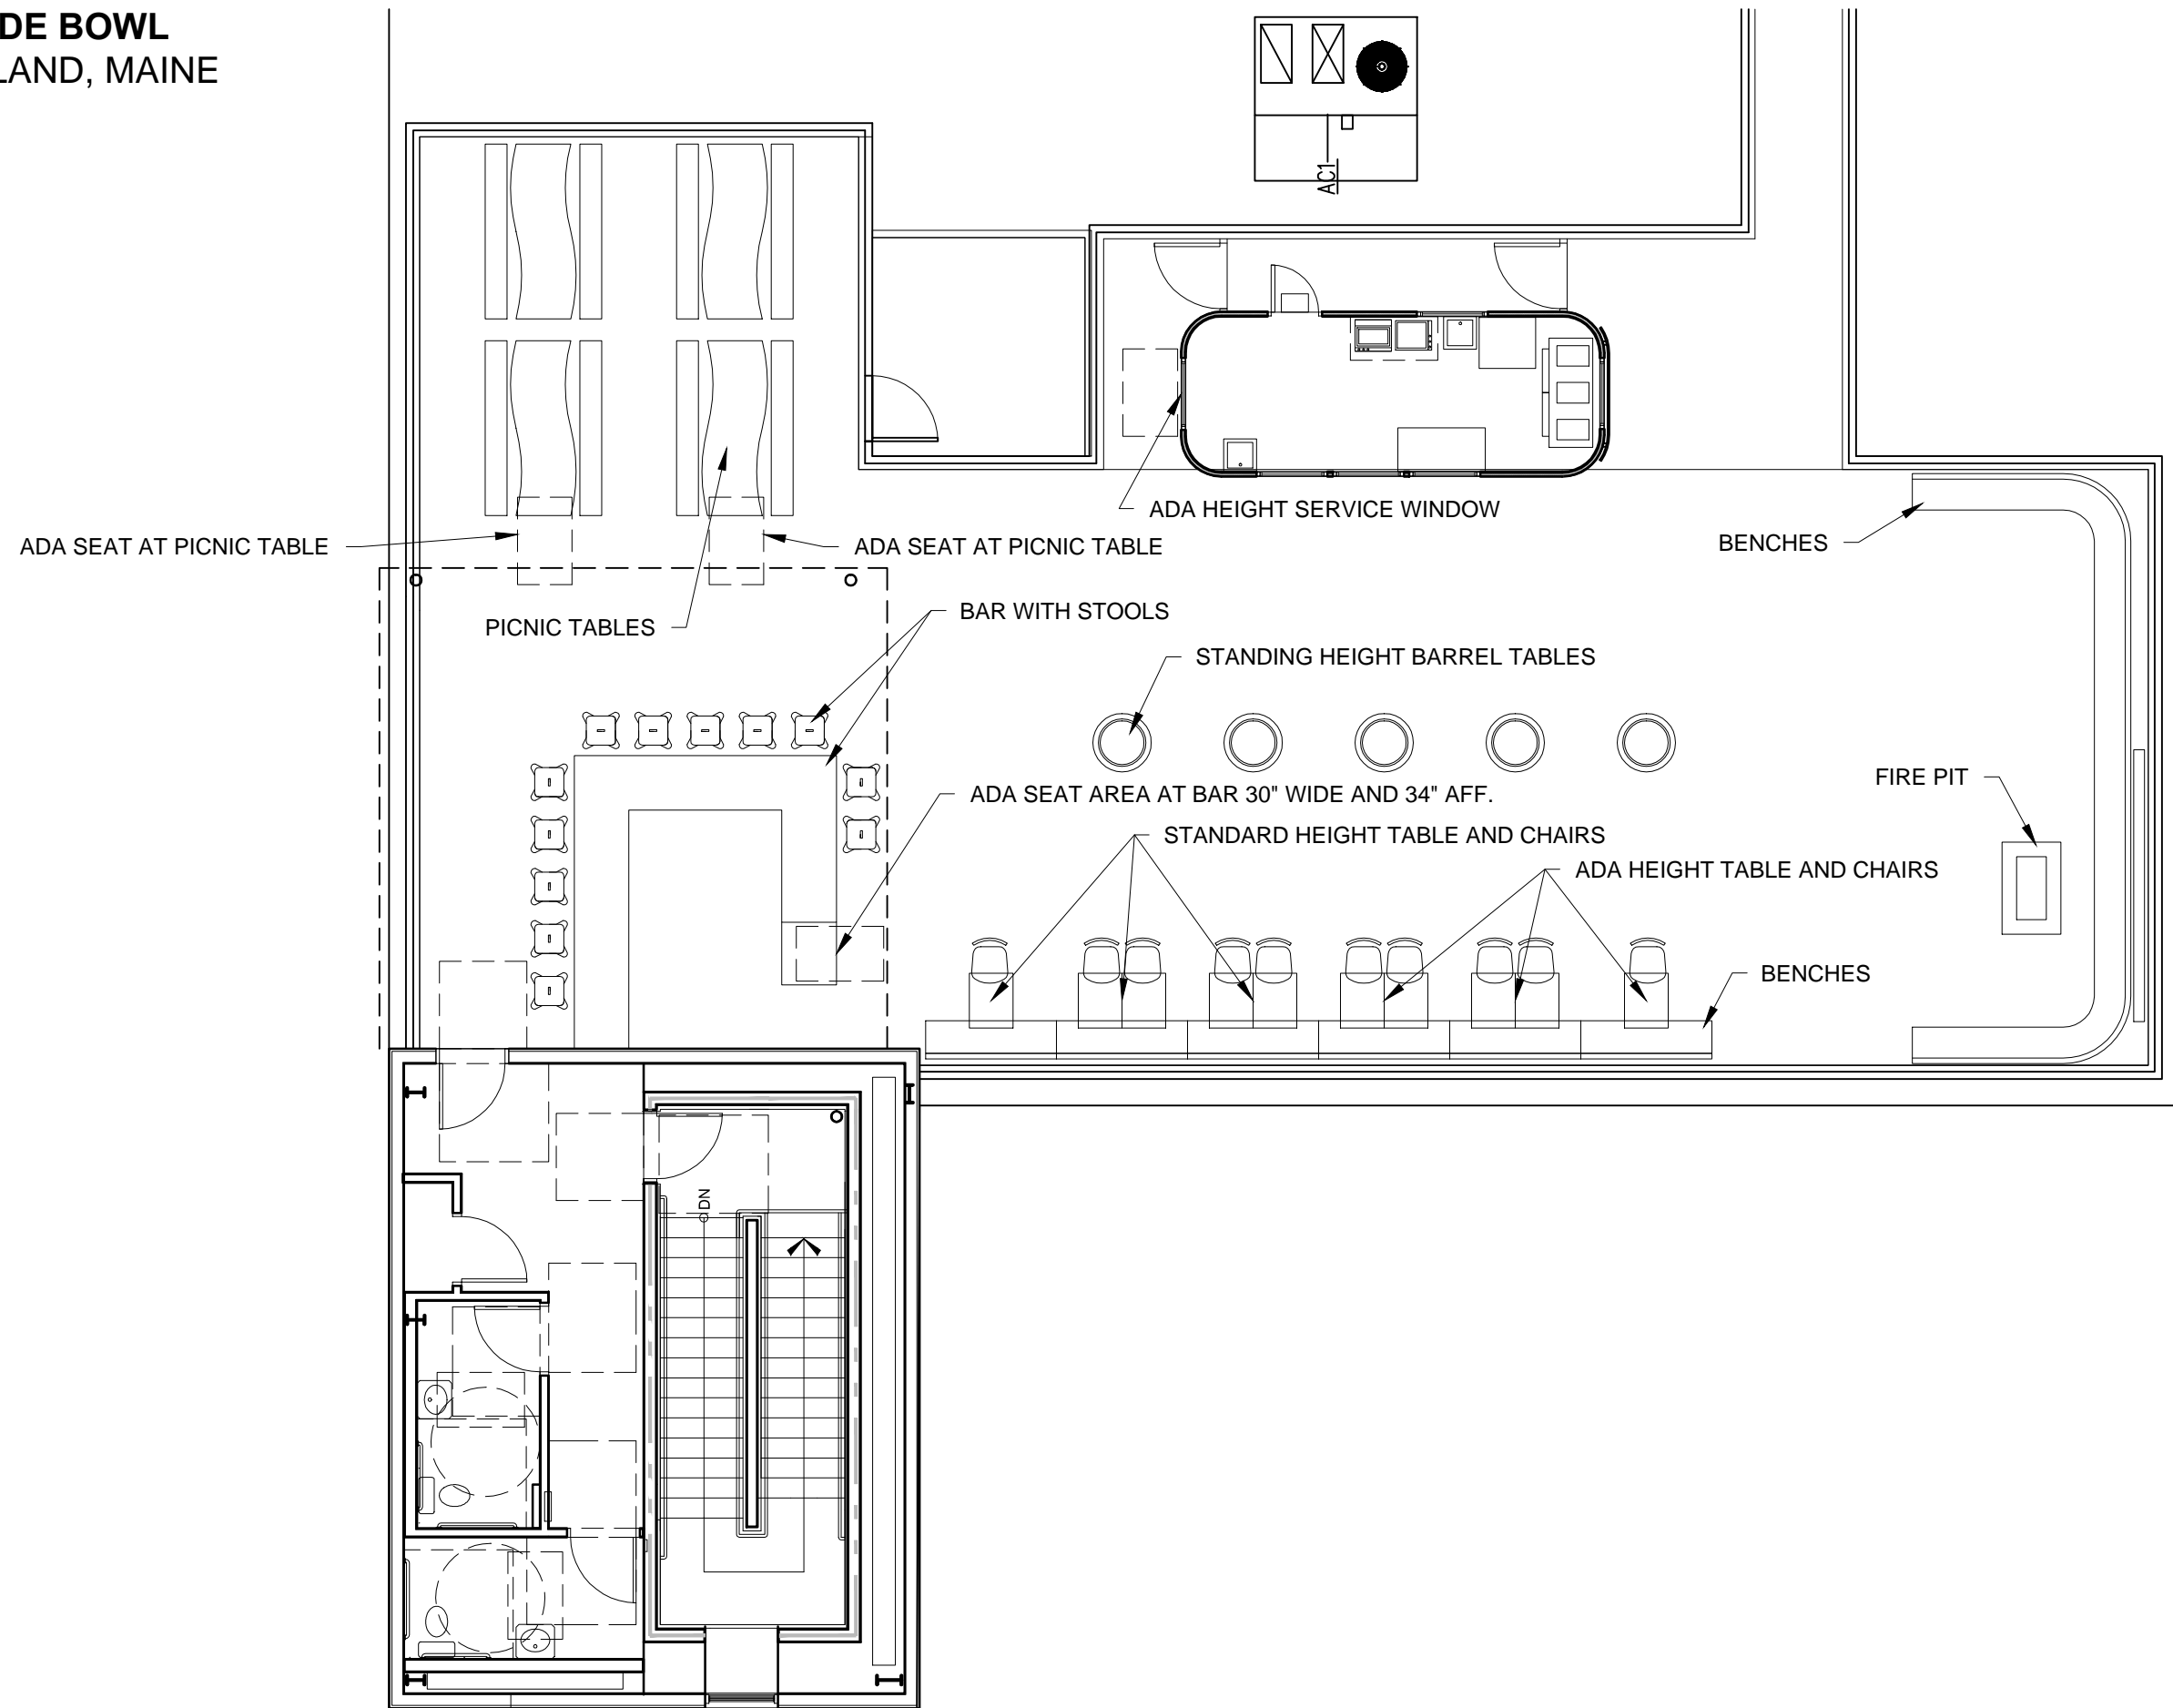 DE BOWL
LAND, MAINE
AC1
ADA HEIGHT SERVICE WINDOW
ADA SEAT AT PICNIC TABLE
ADA SEAT AT PICNIC TABLE
BENCHES
BAR WITH STOOLS
PICNIC TABLES
STANDING HEIGHT BARREL TABLES
FIRE PIT
ADA SEAT AREA AT BAR 30" WIDE AND 34" AFF.
STANDARD HEIGHT TABLE AND CHAIRS
ADA HEIGHT TABLE AND CHAIRS
BENCHES
DN